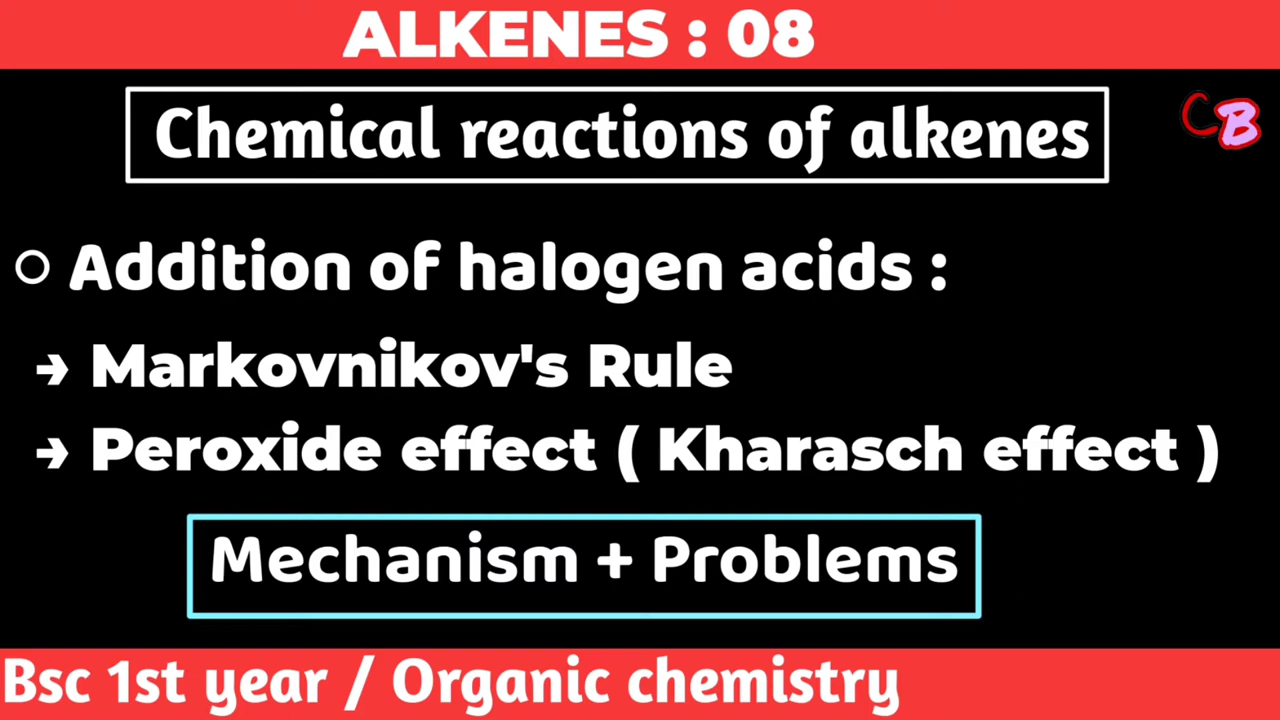 ALKENES : 08
CB
Chemical reactions of alkenes
○ Addition of halogen acids :
→ Markovnikov's Rule
→ Peroxide effect ( Kharasch effect )
Mechanism + Problems
Bsc 1st year / Organic chemistry